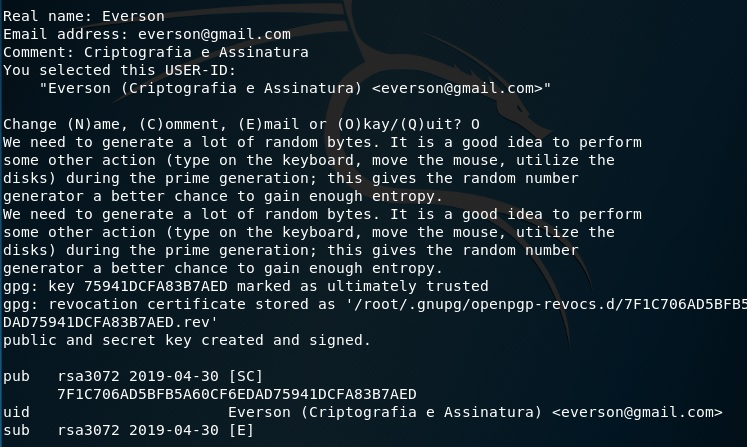 Real name: Everson
Email address: everson@gmail.com
Comment: Criptografia e Assinatura
You selected this USER-ID:
    "Everson (Criptografia e Assinatura) <everson@gmail.com>"

Change (N)ame, (C)omment, (E)mail or (O)kay/(Q)uit? O
We need to generate a lot of random bytes. It is a good idea to perform
some other action (type on the keyboard, move the mouse, utilize the
disks) during the prime generation; this gives the random number
generator a better chance to gain enough entropy.
We need to generate a lot of random bytes. It is a good idea to perform
some other action (type on the keyboard, move the mouse, utilize the
disks) during the prime generation; this gives the random number
generator a better chance to gain enough entropy.
gpg: key 75941DCFA83B7AED marked as ultimately trusted
gpg: revocation certificate stored as '/root/.gnupg/openpgp-revocs.d/7F1C706AD5BFB5
DAD75941DCFA83B7AED.rev'
public and secret key created and signed.

pub   rsa3072 2019-04-30 [SC]
      7F1C706AD5BFB5A60CF6EDAD75941DCFA83B7AED
uid                      Everson (Criptografia e Assinatura) <everson@gmail.com>
sub   rsa3072 2019-04-30 [E]